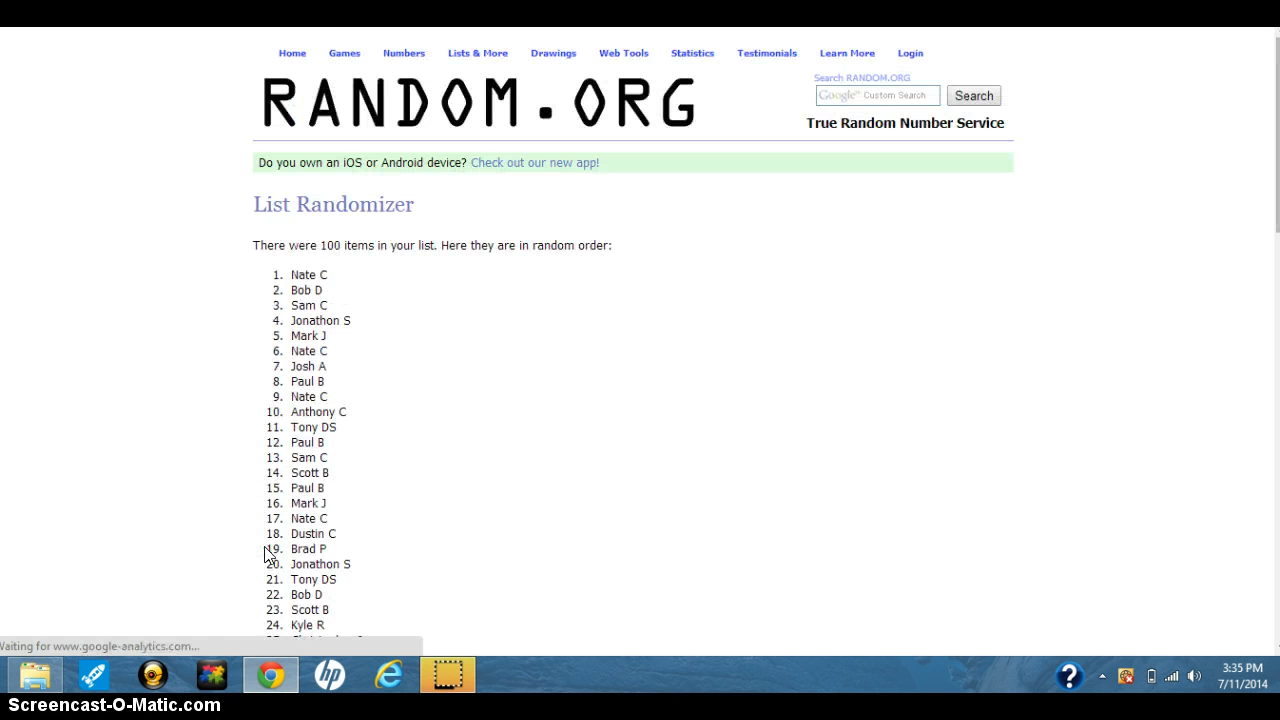 Home Games Numbers Lists & More Drawings Web Tools Statistics Testimonials Learn More Login
RANDOM.ORG
Search RANDOM.ORG
Google™ Custom Search Search
True Random Number Service
Do you own an iOS or Android device? Check out our new app!
List Randomizer
There were 100 items in your list. Here they are in random order:
1. Nate C
2. Bob D
3. Sam C
4. Jonathon S
5. Mark J
6. Nate C
7. Josh A
8. Paul B
9. Nate C
10. Anthony C
11. Tony DS
12. Paul B
13. Sam C
14. Scott B
15. Paul B
16. Mark J
17. Nate C
18. Dustin C
19. Brad P
20. Jonathon S
21. Tony DS
22. Bob D
23. Scott B
24. Kyle R
Waiting for www.google-analytics.com...
hp
?
3:35 PM
7/11/2014
Screencast-O-Matic.com